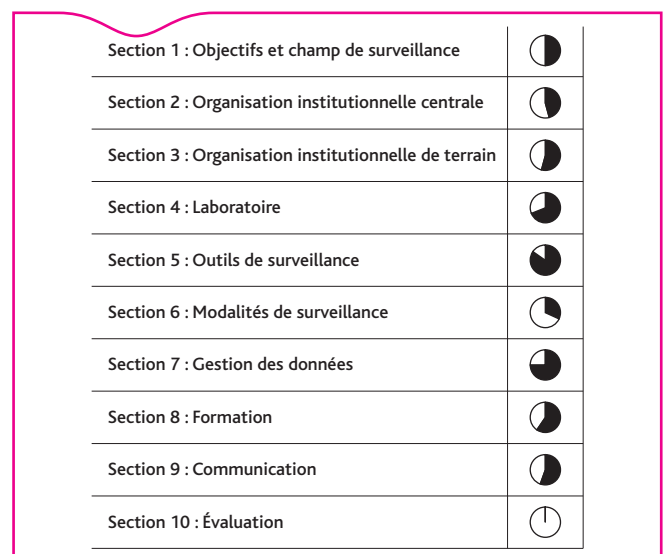 Section 1 : Objectifs et champ de surveillance
Section 2 : Organisation institutionnelle centrale
Section 3 : Organisation institutionnelle de terrain
Section 4 : Laboratoire
Section 5 : Outils de surveillance
Section 6 : Modalités de surveillance
Section 7 : Gestion des données
Section 8 : Formation
Section 9 : Communication
Section 10 : Évaluation